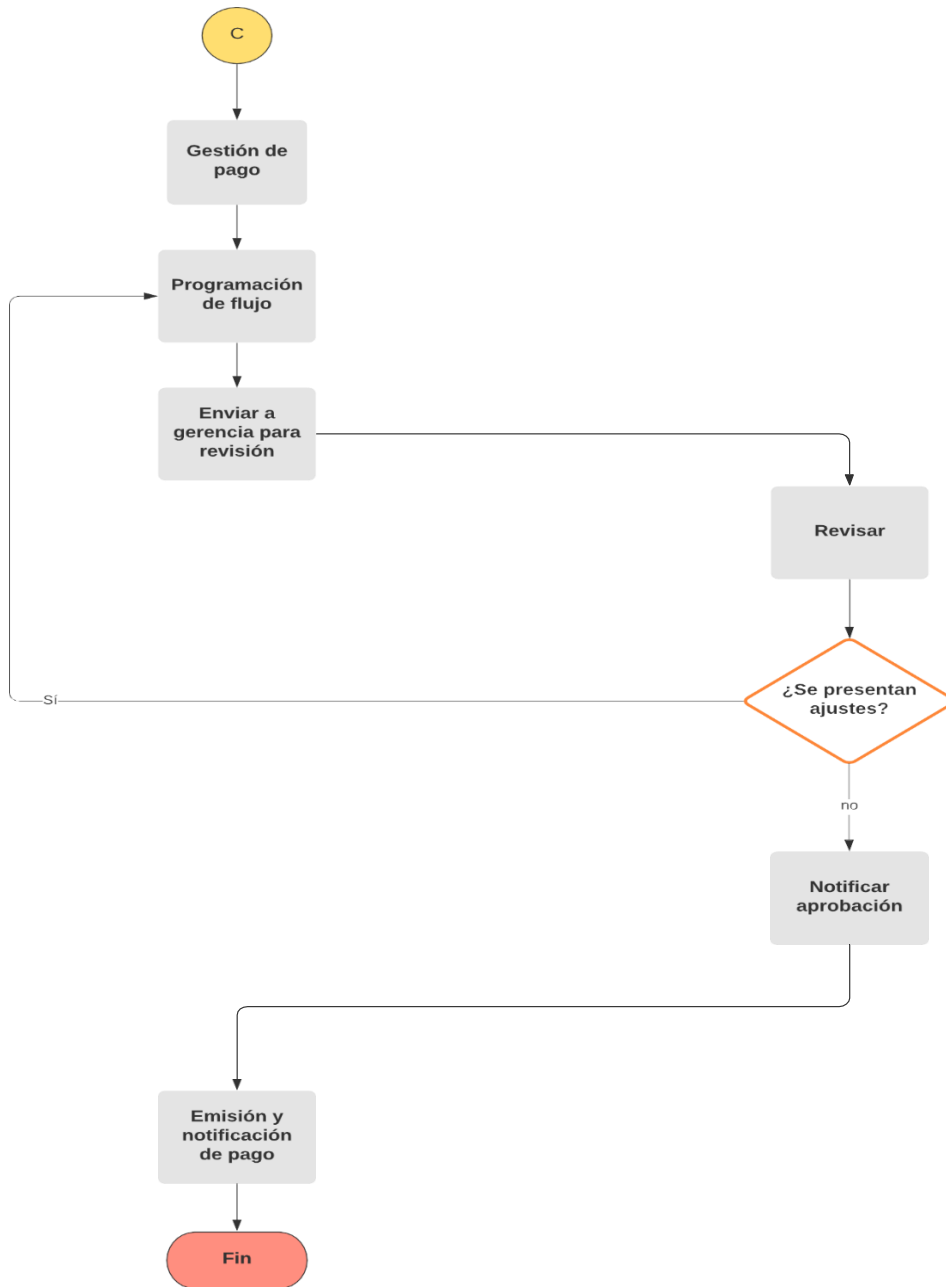 C
Gestión de
pago
Programación
de flujo
Enviar a
gerencia para
revisión
Revisar
¿Se presentan
ajustes?
Sí
no
Notificar
aprobación
Emisión y
notificación
de pago
Fin